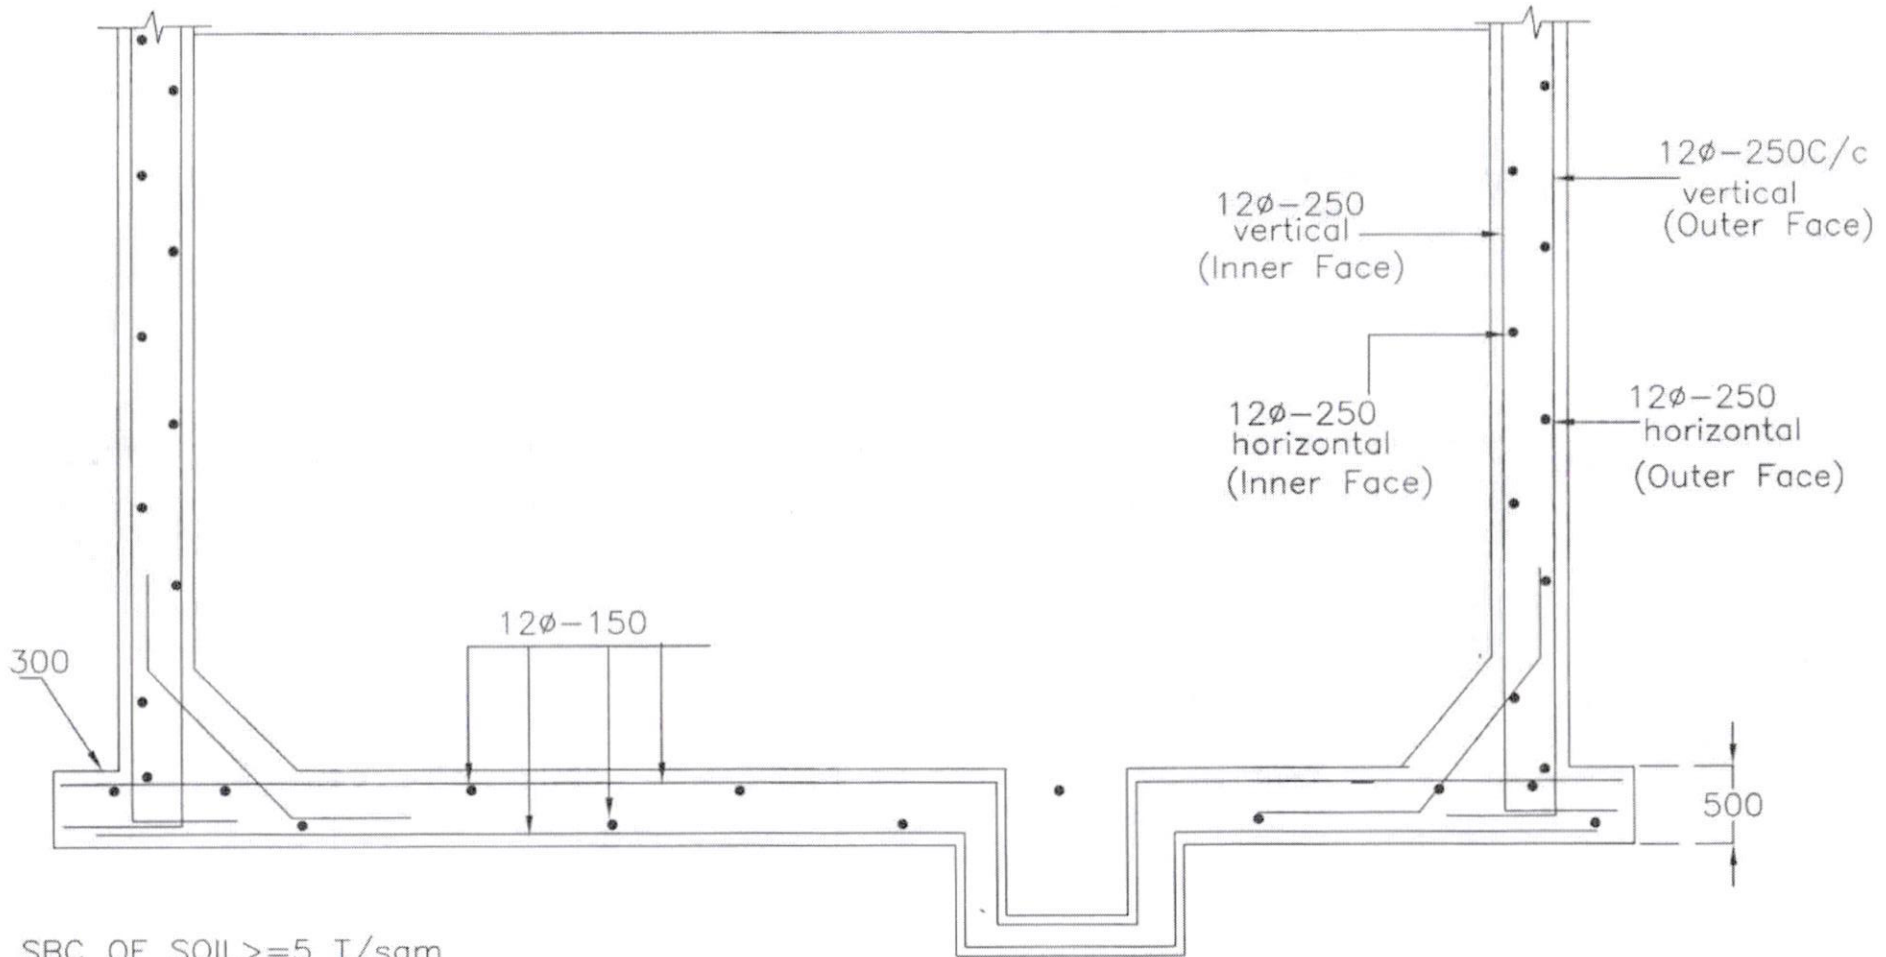 12ø-250C/c
vertical
(Outer Face)
12ø-250
vertical
(Inner Face)
12ø-250
horizontal
(Inner Face)
12ø-250
horizontal
(Outer Face)
12ø-150
300
500
SBC OF SOIL>=5 T/sqm